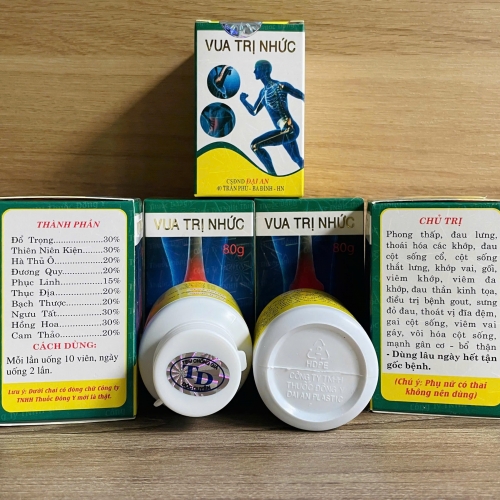 VUA TRỊ NHỨC
CSĐND ĐẠI AN
40 TRẦN PHÚ - BA ĐÌNH - HN
THÀNH PHẦN
Đỗ Trọng...............30%
Thiên Niên Kiện.........30%
Hà Thủ Ô...............20%
Đương Quy.............20%
Phục Linh...............15%
Thục Địa................20%
Bạch Thược.............20%
Ngưu Tất................30%
Hồng Hoa...............30%
Cam Thảo..............20%
CÁCH DÙNG:
Mỗi lần uống 10 viên, ngày
uống 2 lần.
Lưu ý: Dưới chai có dòng chữ Công ty
TNHH Thuốc Đông Y mới là thật.
VUA TRỊ NHỨC
80g
VUA TRỊ NHỨC
80g
HDPE
CÔNG TY TNHH
THUỐC ĐÔNG
DẠI AN PLASTIC
CHỦ TRỊ
Phong thấp, đau lưng,
thoái hóa các khớp, đau
cột sống cổ, cột sống
thắt lưng, khớp vai, gối,
viêm khớp, viêm đa
khớp, đau thần kinh tọa,
điều trị bệnh gout, sưng
đỏ đau, thoát vị đĩa đệm,
gai cột sống, viêm vai
gáy, vôi hóa cột sống,
mạnh gân cơ - bổ thận
- Dùng lâu ngày hết tận
gốc bệnh.
(Chú ý: Phụ nữ có thai
không nên dùng)